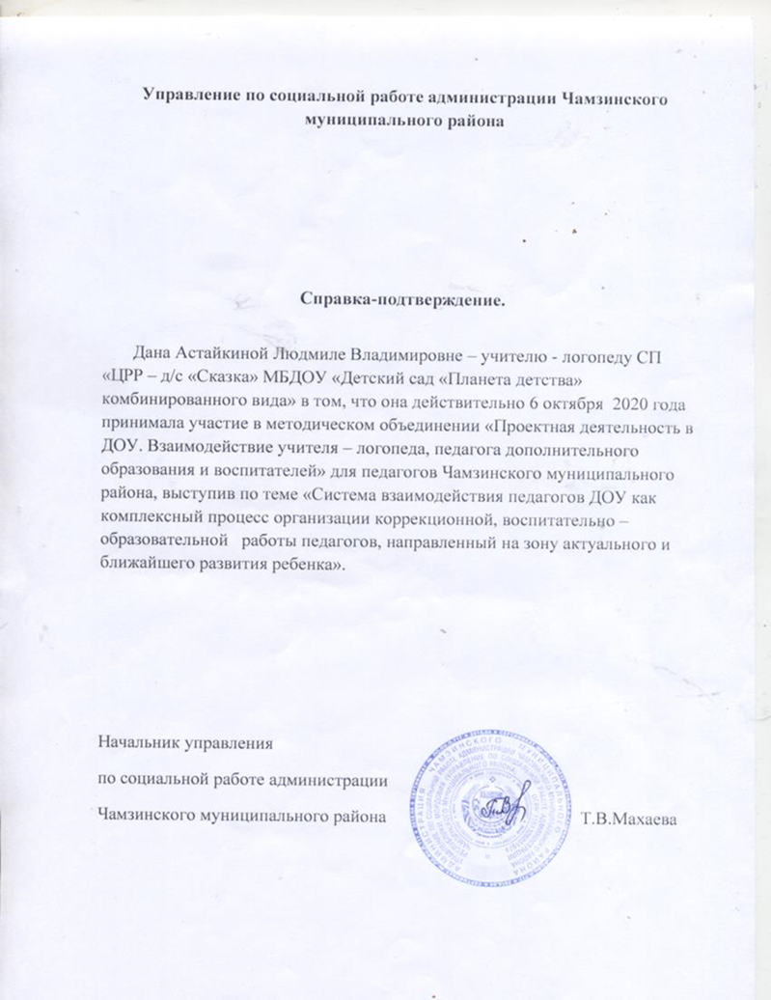 Управление по социальной работе администрации Чамзинского
муниципального района
Справка-подтверждение.
Дана Астайкиной Людмиле Владимировне – учителю - логопеду СП
«ЦРР – д/с «Сказка» МБДОУ «Детский сад «Планета детства»
комбинированного вида» в том, что она действительно 6 октября 2020 года
принимала участие в методическом объединении «Проектная деятельность в
ДОУ. Взаимодействие учителя – логопеда, педагога дополнительного
образования и воспитателей» для педагогов Чамзинского муниципального
района, выступив по теме «Система взаимодействия педагогов ДОУ как
комплексный процесс организации коррекционной, воспитательно –
образовательной работы педагогов, направленный на зону актуального и
ближайшего развития ребенка».
Начальник управления
по социальной работе администрации
Чамзинского муниципального района Т.В.Махаева
АДМИНИСТРАЦИЯ ЧАМЗИНСКОГО МУНИЦИПАЛЬНОГО РАЙОНА